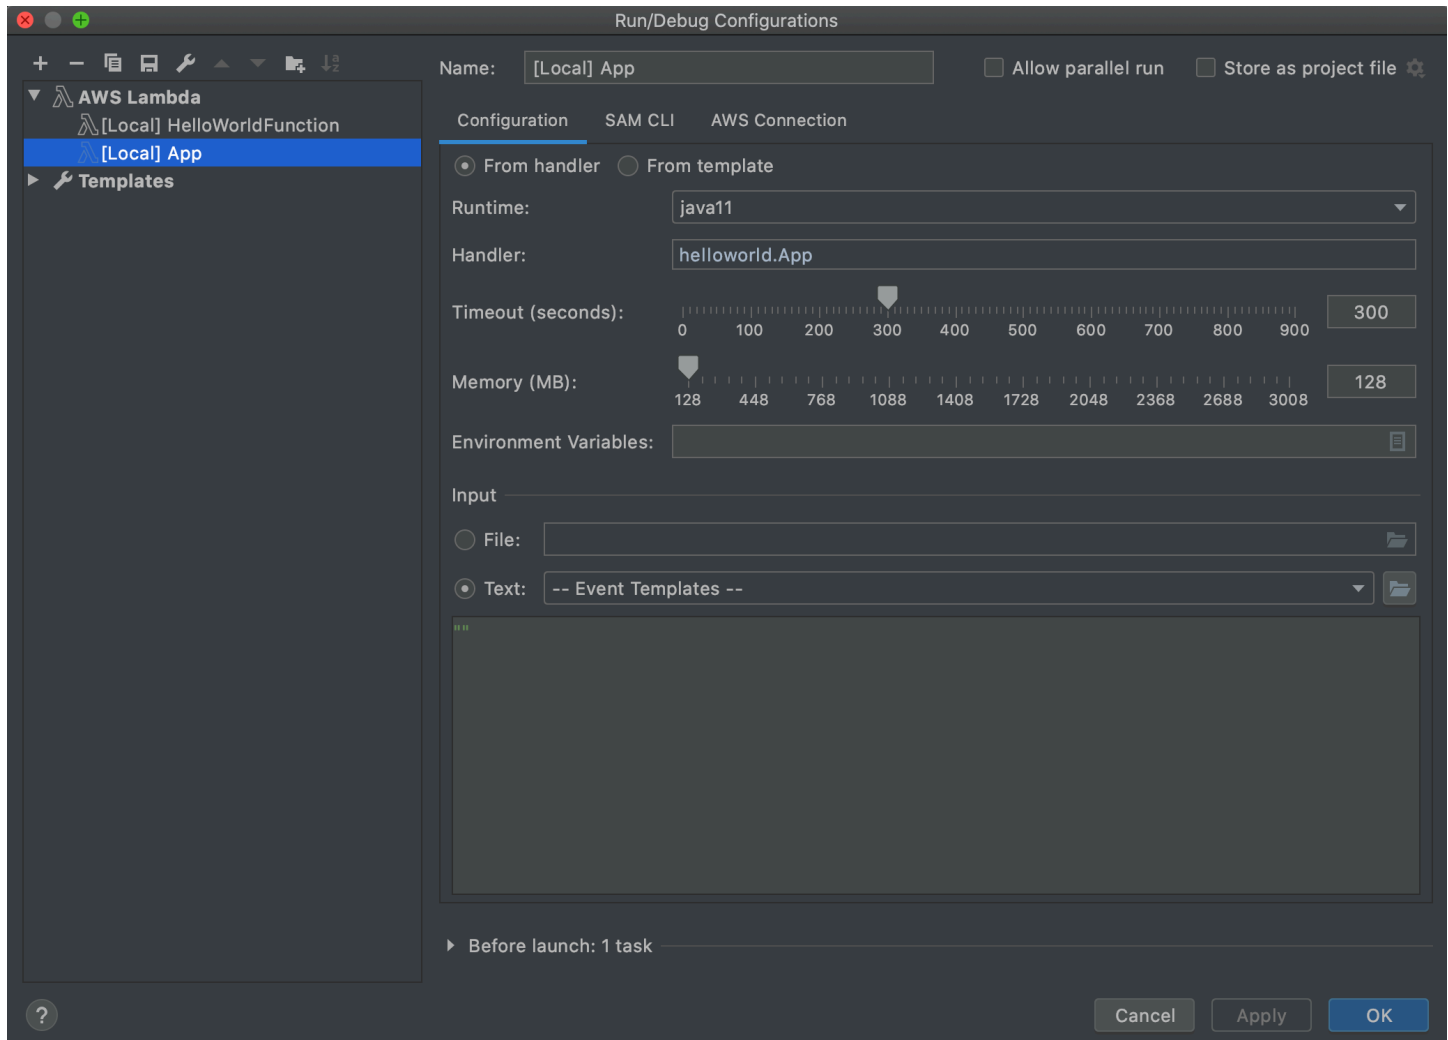 Run/Debug Configurations
AWS Lambda
[Local] HelloWorldFunction
[Local] App
Templates
Name: [Local] App Allow parallel run Store as project file
Configuration SAM CLI AWS Connection
From handler From template
Runtime: java11
Handler: helloworld.App
Timeout (seconds): 300
0 100 200 300 400 500 600 700 800 900
Memory (MB): 128
128 448 768 1088 1408 1728 2048 2368 2688 3008
Environment Variables:
Input
File:
Text: -- Event Templates --
""
Before launch: 1 task
? Cancel Apply OK